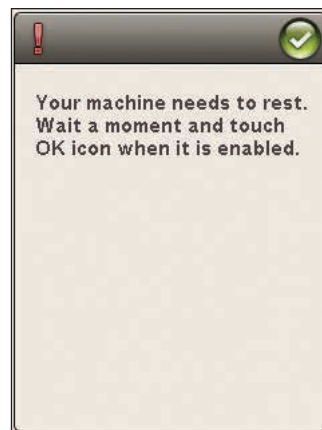 Your machine needs to rest.
Wait a moment and touch
OK icon when it is enabled.